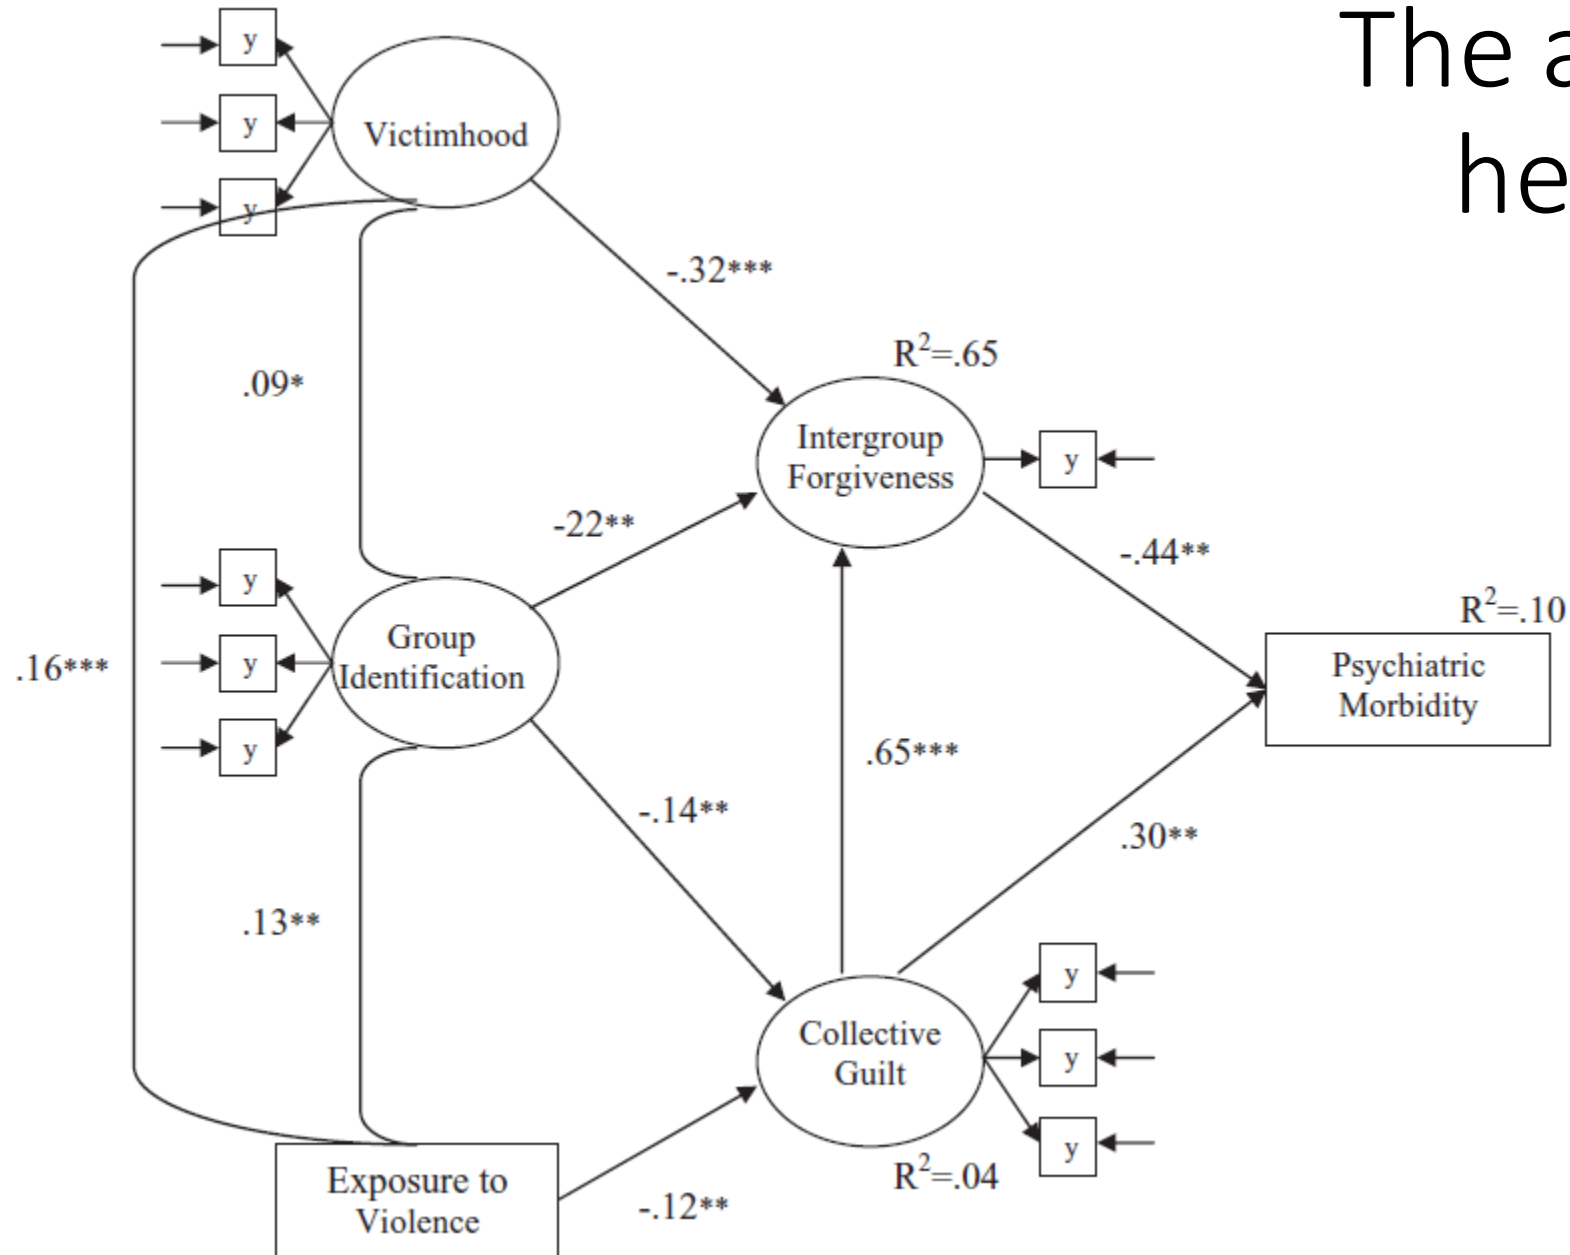 The a
he
y
y
y
Victimhood
-.32***
R²=.65
.09*
Intergroup
Forgiveness
y
-22**
-.44**
y
y
y
Group
Identification
R²=.10
.16***
Psychiatric
Morbidity
.65***
-.14**
.30**
.13**
y
y
y
Collective
Guilt
R²=.04
Exposure to
Violence
-.12**